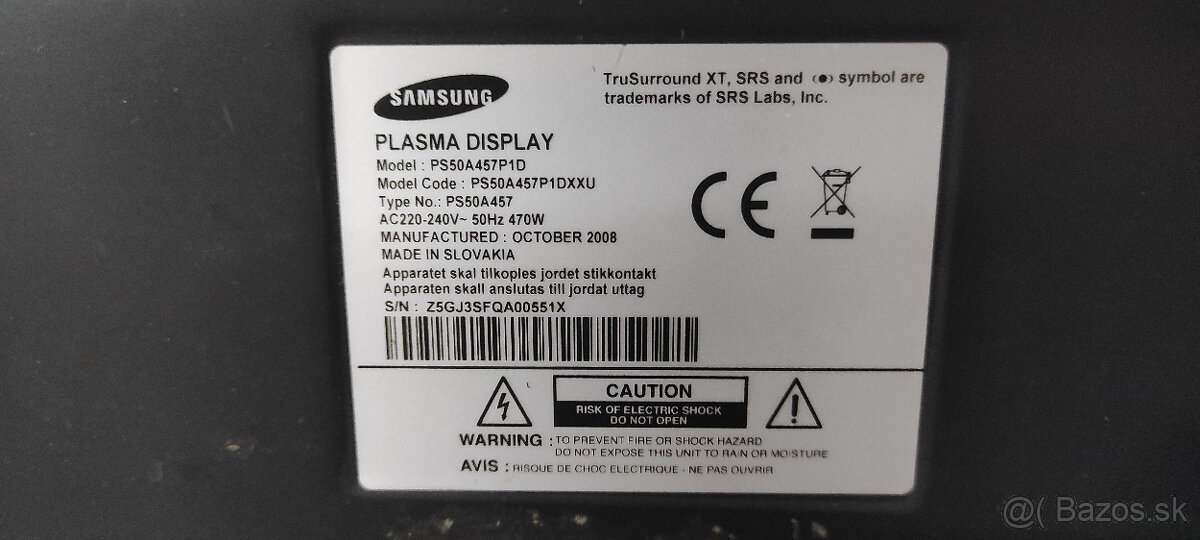 SAMSUNG
TruSurround XT, SRS and (●) symbol are
trademarks of SRS Labs, Inc.
PLASMA DISPLAY
Model : PS50A457P1D
Model Code : PS50A457P1DXXU
Type No.: PS50A457
AC220-240V~ 50Hz 470W
MANUFACTURED : OCTOBER 2008
MADE IN SLOVAKIA
Apparatet skal tilkoples jordet stikkontakt
Apparaten skall anslutas till jordat uttag
S/N : Z5GJ3SFQA00551X
CE
CAUTION
RISK OF ELECTRIC SHOCK
DO NOT OPEN
WARNING : TO PREVENT FIRE OR SHOCK HAZARD
DO NOT EXPOSE THIS UNIT TO RAIN OR MOISTURE
AVIS : RISQUE DE CHOC ELECTRIQUE - NE PAS OUVRIR
@( Bazos.sk